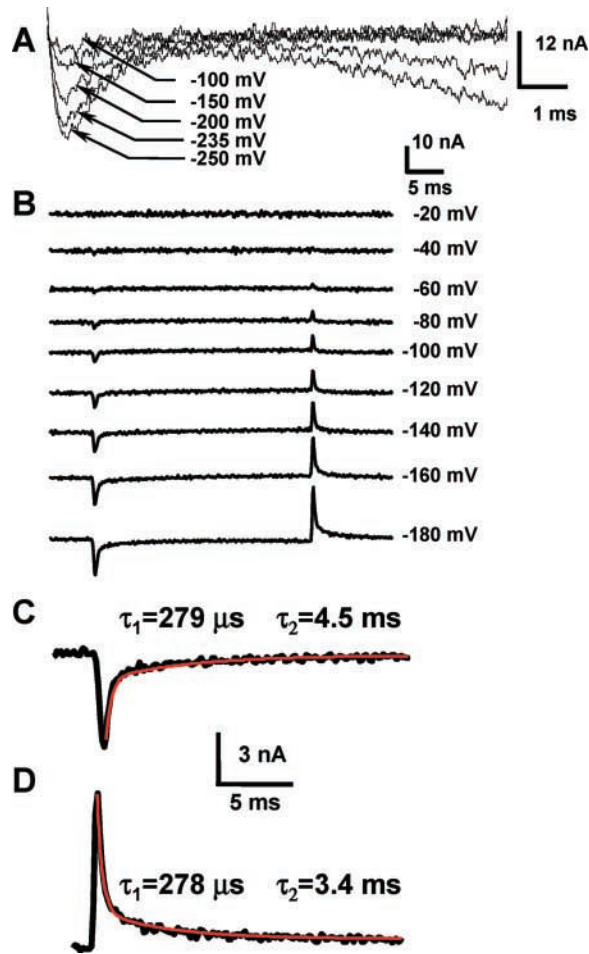 A
12 nA
1 ms
-100 mV
-150 mV
-200 mV
-235 mV
-250 mV
10 nA
5 ms
B
-20 mV
-40 mV
-60 mV
-80 mV
-100 mV
-120 mV
-140 mV
-160 mV
-180 mV
C
τ1=279 μs τ2=4.5 ms
3 nA
5 ms
D
τ1=278 μs τ2=3.4 ms